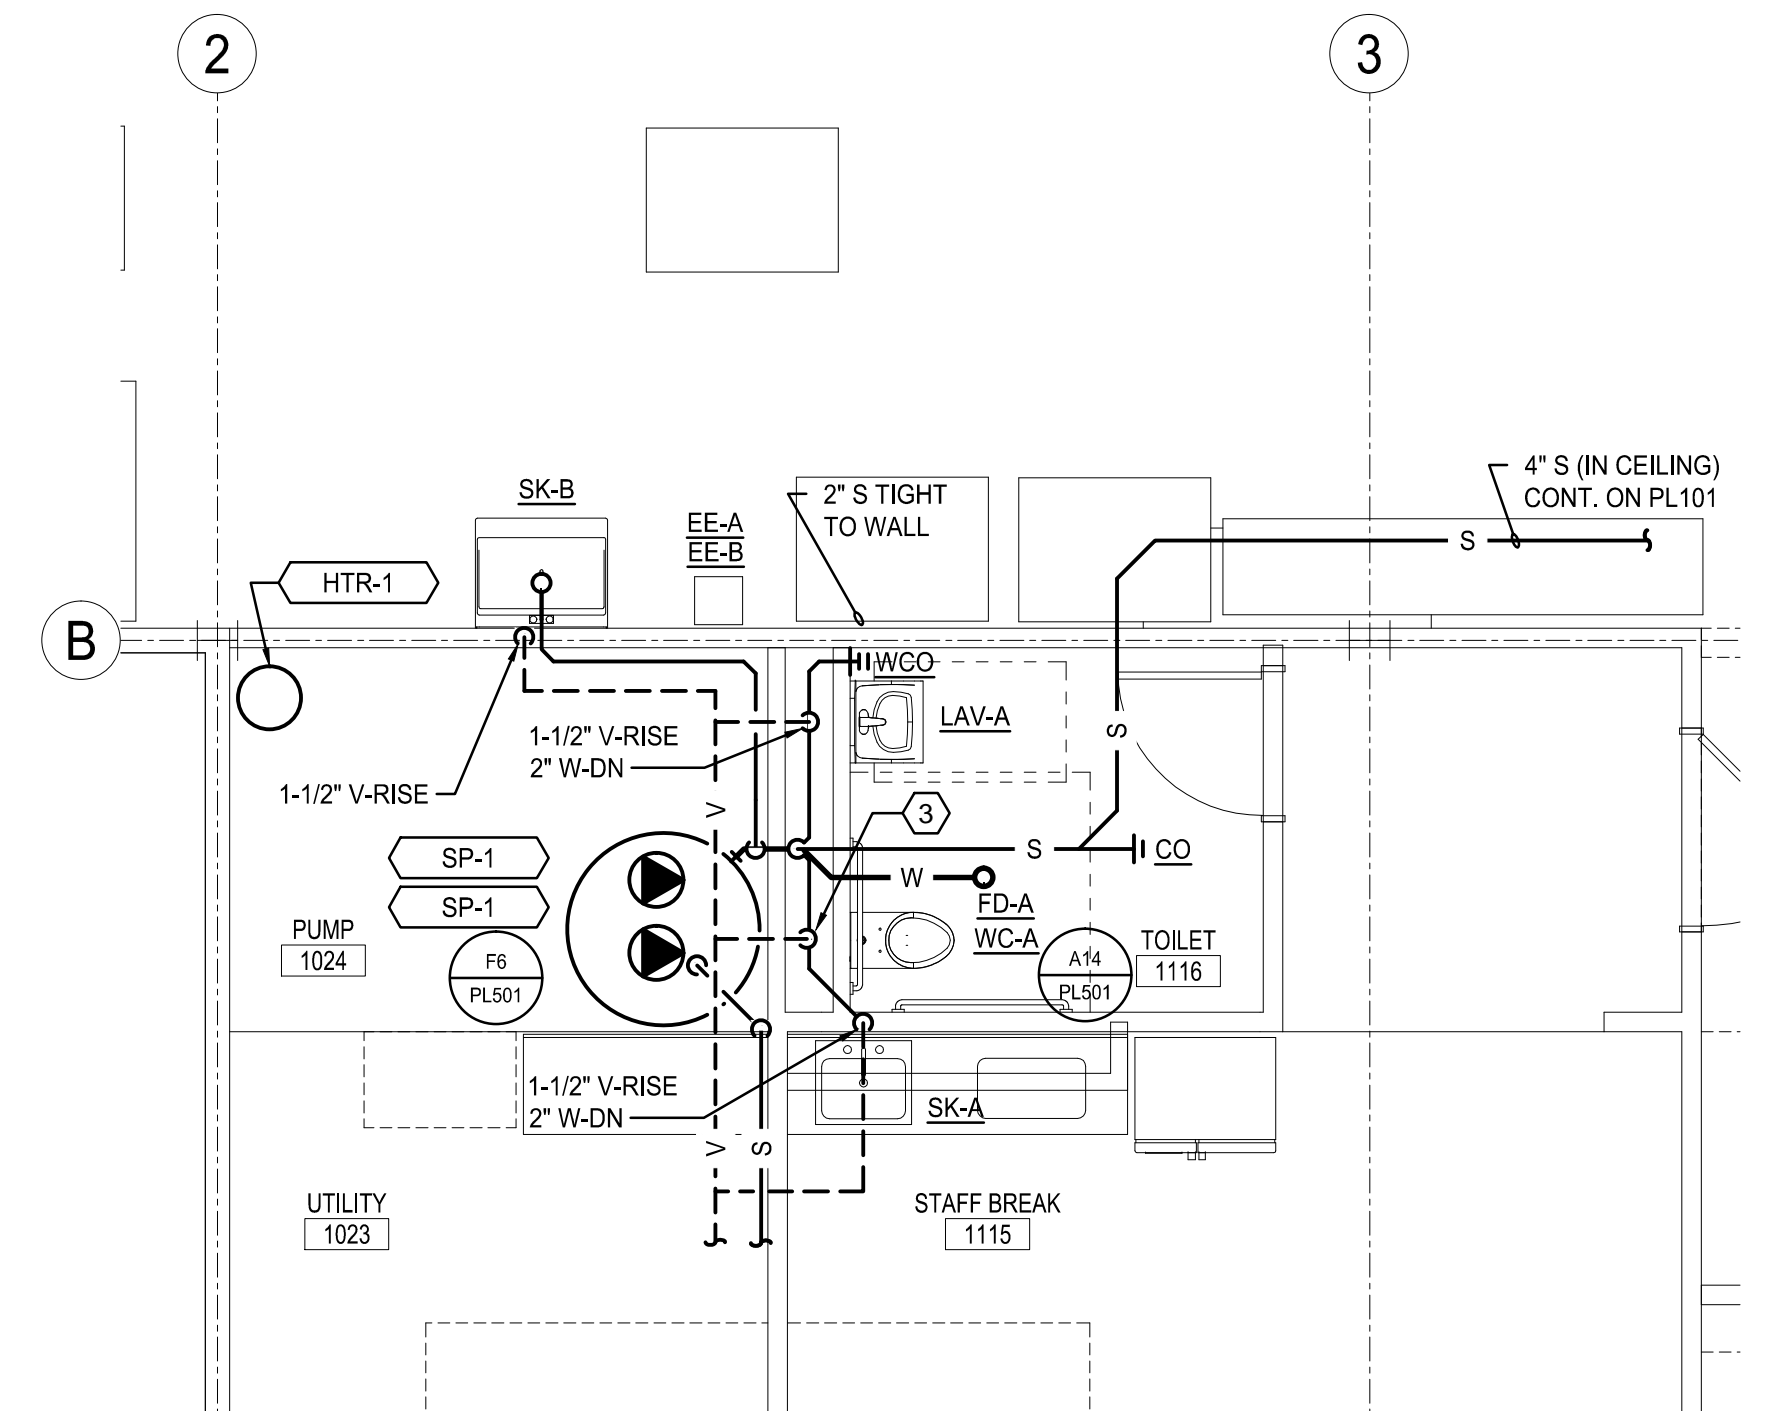 2
3
4" S (IN CEILING)
CONT. ON PL101
SK-B
2" S TIGHT
TO WALL
EE-A
EE-B
S
HTR-1
B
WCO
LAV-A
1-1/2" V-RISE
2" W-DN
S
1-1/2" V-RISE
V
3
SP-1
S
CO
W
SP-1
FD-A
WC-A
PUMP
1024
F6
PL501
A14
PL501
TOILET
1116
1-1/2" V-RISE
2" W-DN
SK-A
V
S
UTILITY
1023
STAFF BREAK
1115